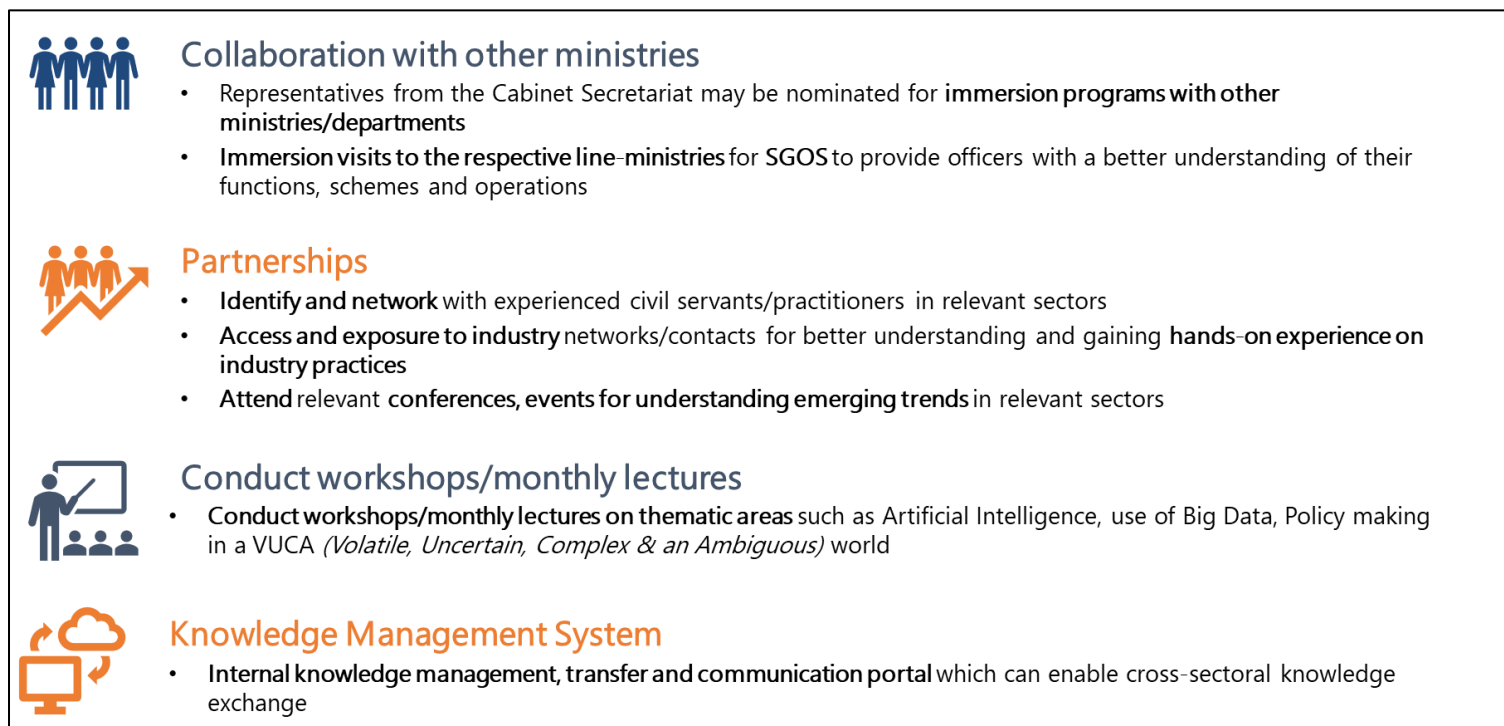 Collaboration with other ministries
• Representatives from the Cabinet Secretariat may be nominated for immersion programs with other
ministries/departments
• Immersion visits to the respective line-ministries for SGOS to provide officers with a better understanding of their
functions, schemes and operations
Partnerships
• Identify and network with experienced civil servants/practitioners in relevant sectors
• Access and exposure to industry networks/contacts for better understanding and gaining hands-on experience on
industry practices
• Attend relevant conferences, events for understanding emerging trends in relevant sectors
Conduct workshops/monthly lectures
• Conduct workshops/monthly lectures on thematic areas such as Artificial Intelligence, use of Big Data, Policy making
in a VUCA (Volatile, Uncertain, Complex & an Ambiguous) world
Knowledge Management System
• Internal knowledge management, transfer and communication portal which can enable cross-sectoral knowledge
exchange